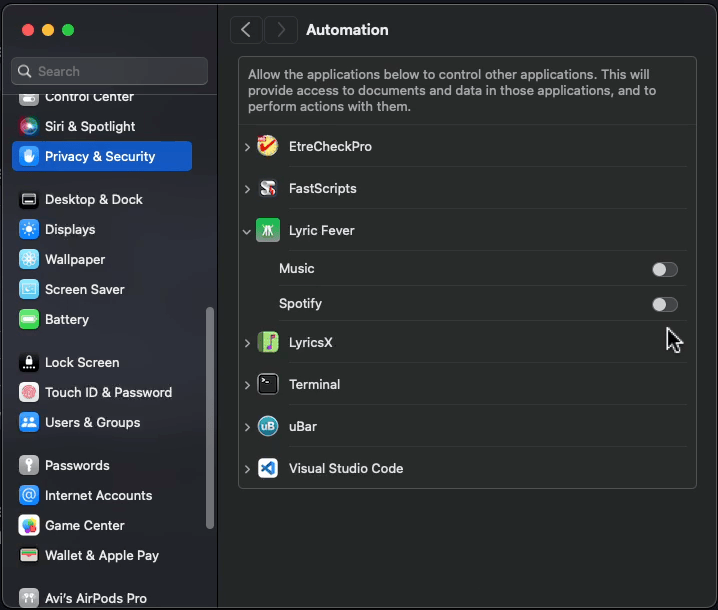 Automation
Search
Control Center
Siri & Spotlight
Privacy & Security
Desktop & Dock
Displays
Wallpaper
Screen Saver
Battery
Lock Screen
Touch ID & Password
Users & Groups
Passwords
Internet Accounts
Game Center
Wallet & Apple Pay
Avi's AirPods Pro
Allow the applications below to control other applications. This will
provide access to documents and data in those applications, and to
perform actions with them.
EtreCheckPro
FastScripts
Lyric Fever
Music
Spotify
LyricsX
Terminal
uB uBar
Visual Studio Code